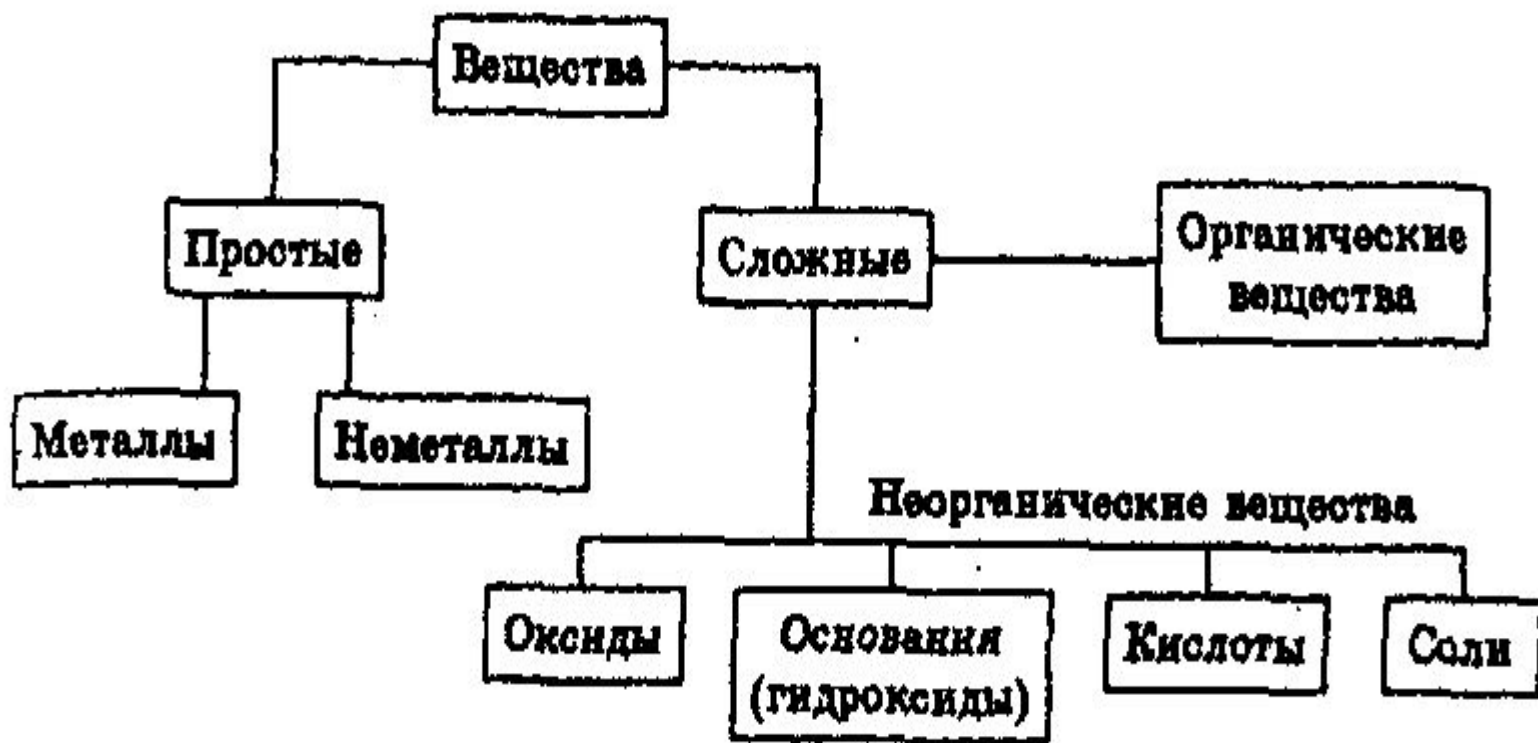 Вещества
Простые
Сложные
Органические
вещества
Металлы
Неметаллы
Неорганические вещества
Оксиды
Основания
(гидроксиды)
Кислоты
Соли